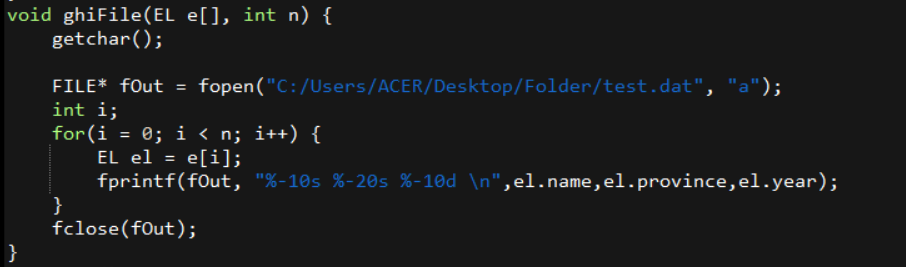 void ghiFile(EL e[], int n) {
getchar();
FILE* fOut = fopen("C:/Users/ACER/Desktop/Folder/test.dat", "a");
int i;
for(i = 0; i < n; i++) {
EL el = e[i];
fprintf(fOut, "%-10s %-20s %-10d \n",el.name,el.province,el.year);
}
fclose(fOut);
}